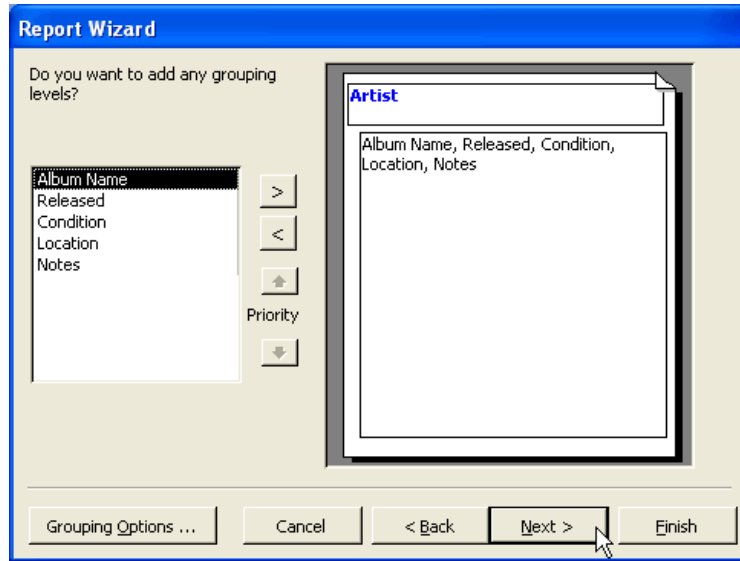 Report Wizard
Do you want to add any grouping
levels?
Artist
Album Name, Released, Condition,
Location, Notes
Album Name
Released
Condition
Location
Notes
>
<
Priority
Grouping Options ...
Cancel
< Back
Next >
Finish